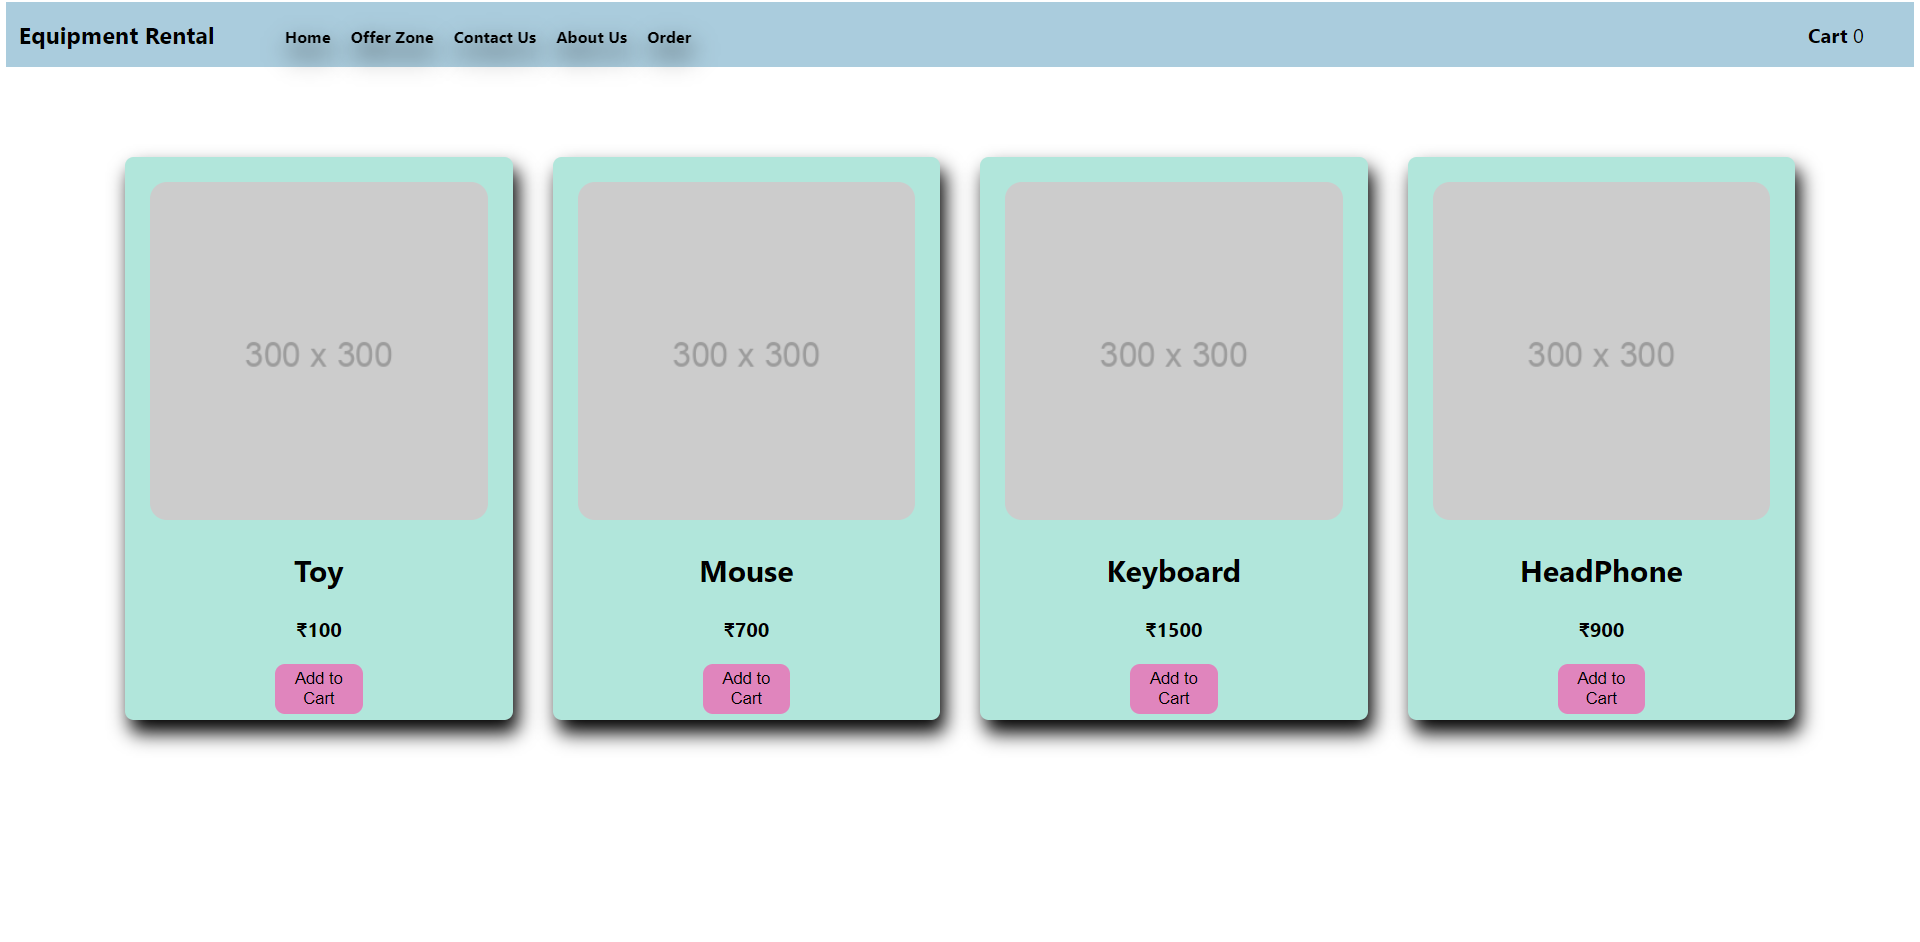 Equipment Rental Home Offer Zone Contact Us About Us Order Cart 0
300 x 300 300 x 300 300 x 300 300 x 300
Toy Mouse Keyboard HeadPhone
₹100 ₹700 ₹1500 ₹900
Add to Add to Add to Add to
Cart Cart Cart Cart